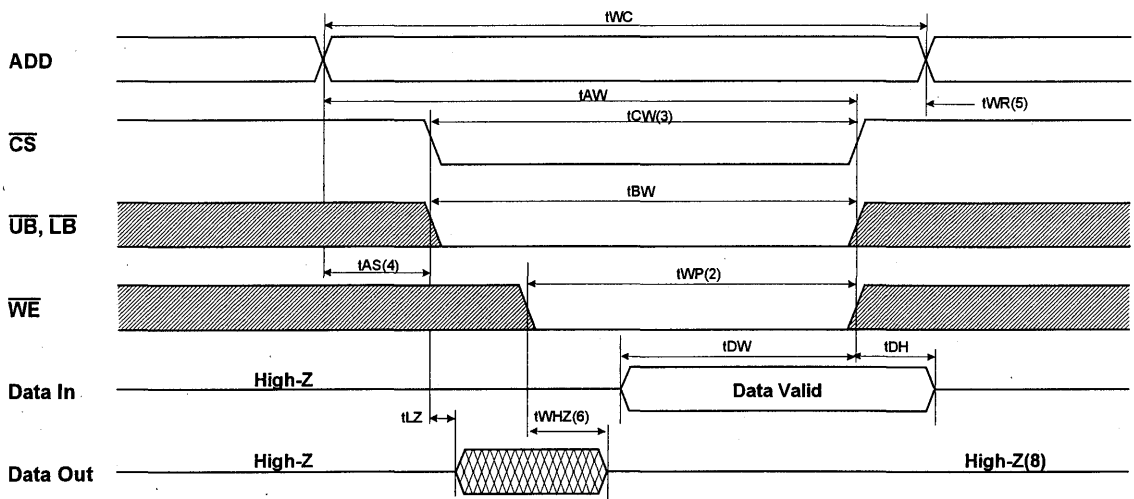 tWC
ADD
tAW
tWR(5)
tCW(3)
CS
tBW
UB, LB
tAS(4)
tWP(2)
WE
tDW
tDH
High-Z
Data In
Data Valid
tLZ
tWHZ(6)
High-Z
High-Z(8)
Data Out